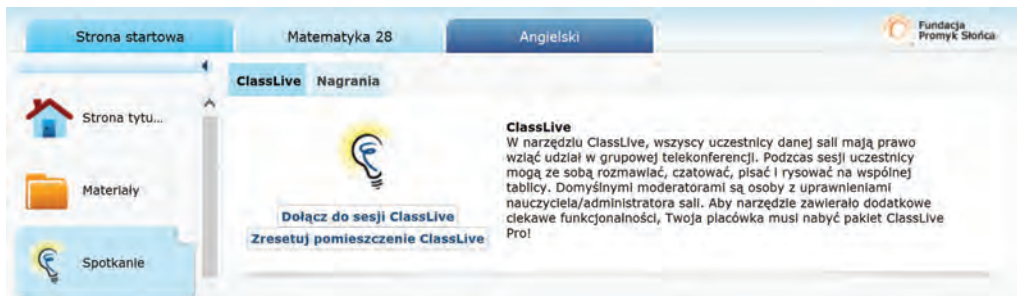 Strona startowa
Matematyka 28
Angielski
Fundacja
Promyk Słońca
ClassLive
Nagrania
Strona tytu...
Materiały
Spotkanie
Dołącz do sesji ClassLive
Zresetuj pomieszczenie ClassLive
ClassLive
W narzędziu ClassLive, wszyscy uczestnicy danej sali mają prawo
wziąć udział w grupowej telekonferencji. Podczas sesji uczestnicy
mogą ze sobą rozmawiać, czatować, pisać i rysować na wspólnej
tablicy. Domyślnymi moderatorami są osoby z uprawnieniami
nauczyciela/administratora sali. Aby narzędzie zawierało dodatkowe
ciekawe funkcjonalności, Twoja placówka musi nabyć pakiet ClassLive
Pro!